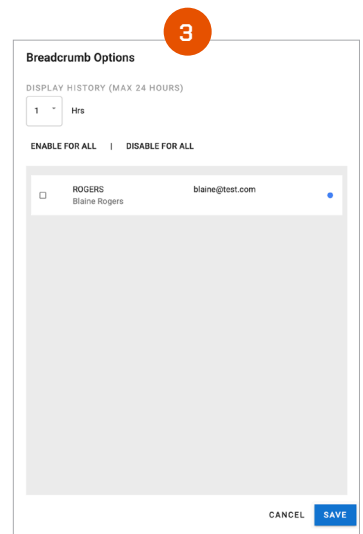 3
Breadcrumb Options
DISPLAY HISTORY (MAX 24 HOURS)
1 Hrs
ENABLE FOR ALL | DISABLE FOR ALL
ROGERS blaine@test.com
Blaine Rogers
CANCEL SAVE